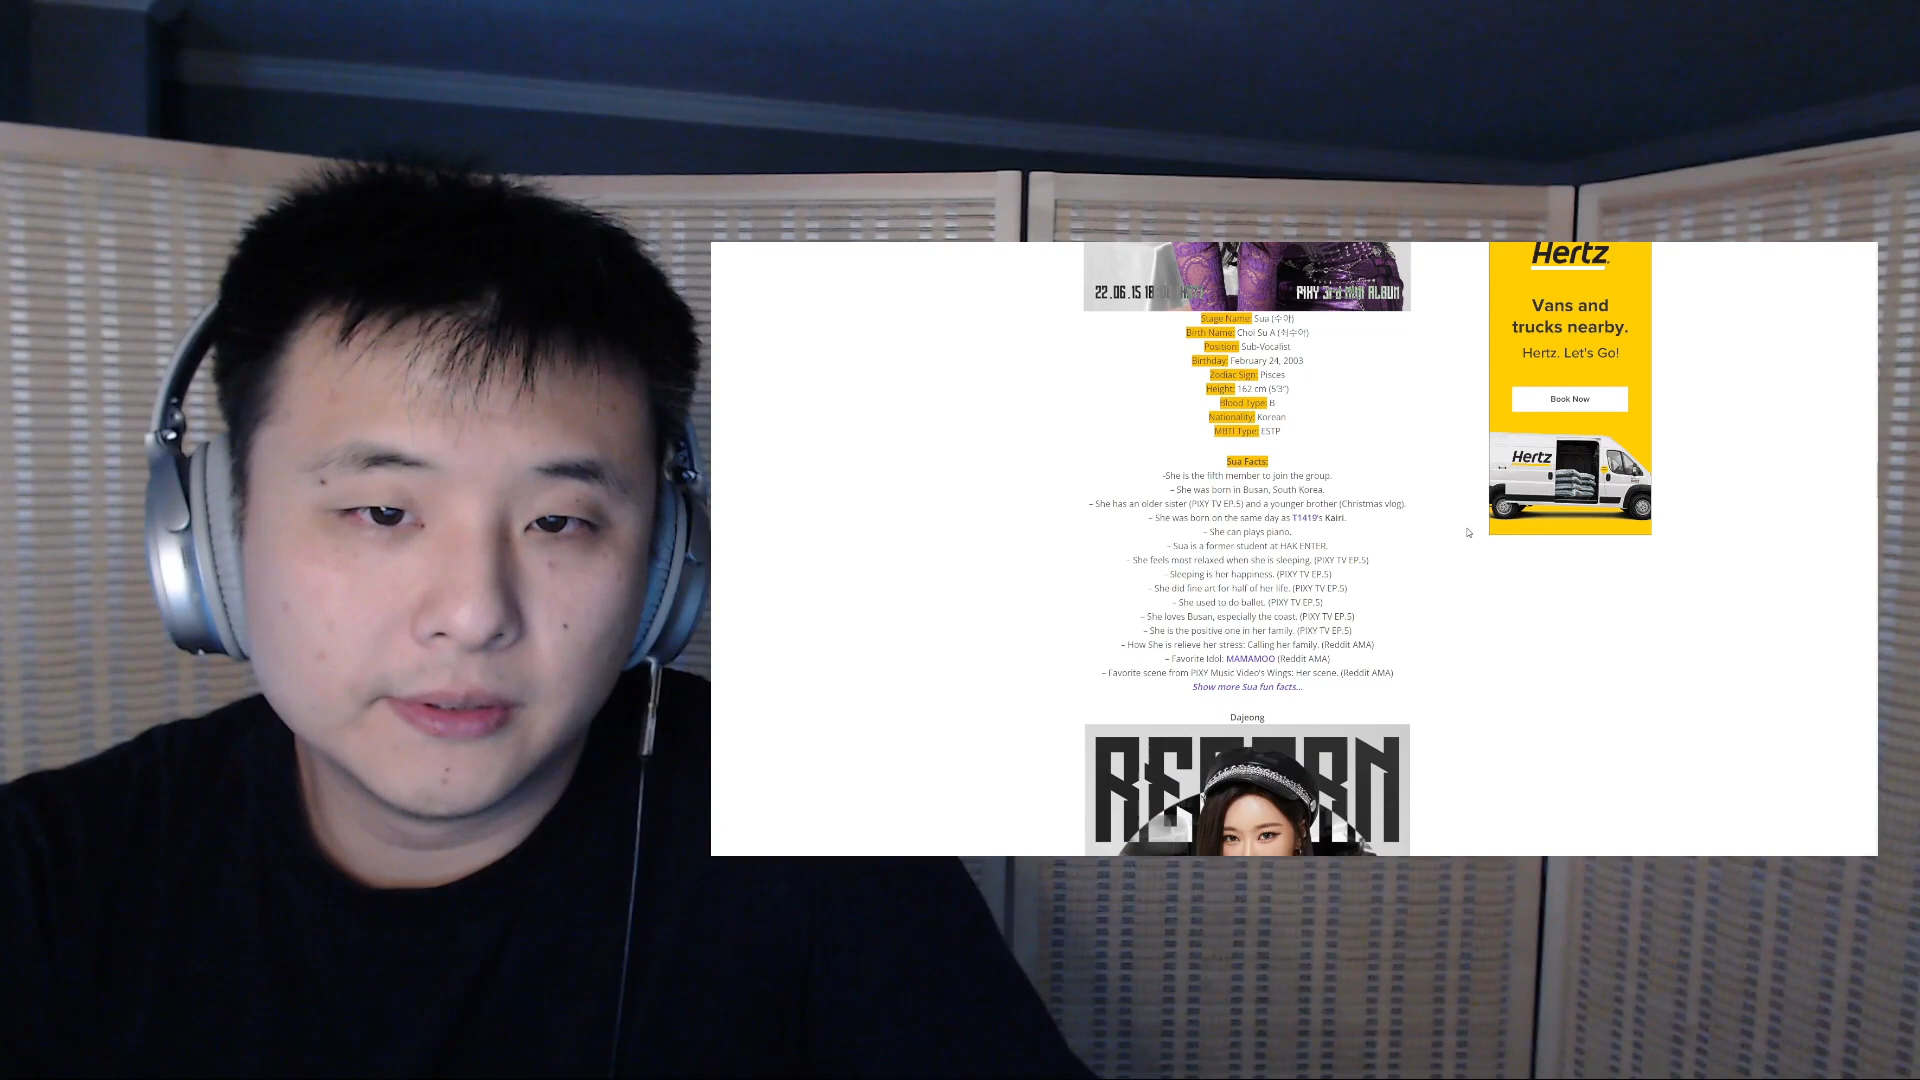 22.06.15 18
PIXY 3rd MINI ALBUM
Stage Name: Sua (수아)
Birth Name: Choi Su A (최수아)
Position: Sub-Vocalist
Birthday: February 24, 2003
Zodiac Sign: Pisces
Height: 162 cm (5'3")
Blood Type: B
Nationality: Korean
MBTI Type: ESTP
Sua Facts:
-She is the fifth member to join the group.
– She was born in Busan, South Korea.
– She has an older sister (PIXY TV EP.5) and a younger brother (Christmas vlog).
– She was born on the same day as T1419's Kairi.
– She can plays piano.
– Sua is a former student at HAK ENTER.
– She feels most relaxed when she is sleeping. (PIXY TV EP.5)
– Sleeping is her happiness. (PIXY TV EP.5)
– She did fine art for half of her life. (PIXY TV EP.5)
– She used to do ballet. (PIXY TV EP.5)
– She loves Busan, especially the coast. (PIXY TV EP.5)
– She is the positive one in her family. (PIXY TV EP.5)
– How She is relieve her stress: Calling her family. (Reddit AMA)
– Favorite Idol: MAMAMOO (Reddit AMA)
– Favorite scene from PIXY Music Video's Wings: Her scene. (Reddit AMA)
Show more Sua fun facts...
Dajeong
Hertz
Vans and
trucks nearby.
Hertz. Let's Go!
Book Now
Hertz